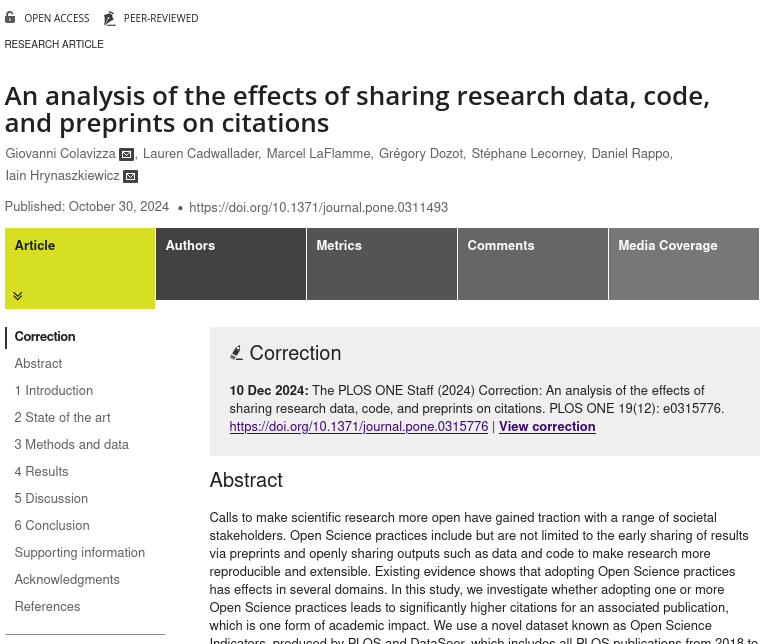 OPEN ACCESS PEER-REVIEWED
RESEARCH ARTICLE
An analysis of the effects of sharing research data, code,
and preprints on citations
Giovanni Colavizza, Lauren Cadwallader, Marcel LaFlamme, Grégory Dozot, Stéphane Lecorney, Daniel Rappo,
Iain Hrynaszkiewicz
Published: October 30, 2024 • https://doi.org/10.1371/journal.pone.0311493
Article Authors Metrics Comments Media Coverage
Correction
Abstract
1 Introduction
2 State of the art
3 Methods and data
4 Results
5 Discussion
6 Conclusion
Supporting information
Acknowledgments
References
Correction
10 Dec 2024: The PLOS ONE Staff (2024) Correction: An analysis of the effects of
sharing research data, code, and preprints on citations. PLOS ONE 19(12): e0315776.
https://doi.org/10.1371/journal.pone.0315776 | View correction
Abstract
Calls to make scientific research more open have gained traction with a range of societal
stakeholders. Open Science practices include but are not limited to the early sharing of results
via preprints and openly sharing outputs such as data and code to make research more
reproducible and extensible. Existing evidence shows that adopting Open Science practices
has effects in several domains. In this study, we investigate whether adopting one or more
Open Science practices leads to significantly higher citations for an associated publication,
which is one form of academic impact. We use a novel dataset known as Open Science
Indicators, produced by PLOS and DataSeer, which includes all PLOS publications from 2018 to